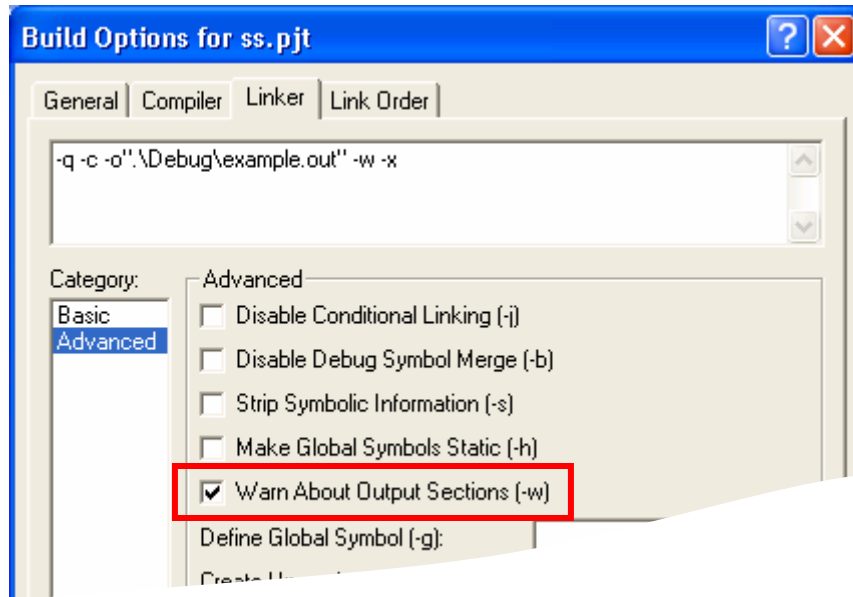 Build Options for ss.pjt
General Compiler Linker Link Order
-q -c -o".\Debug\example.out" -w -x
Category:
Advanced
Basic
Advanced
Disable Conditional Linking (-j)
Disable Debug Symbol Merge (-b)
Strip Symbolic Information (-s)
Make Global Symbols Static (-h)
Warn About Output Sections (-w)
Define Global Symbol (-g):
Create